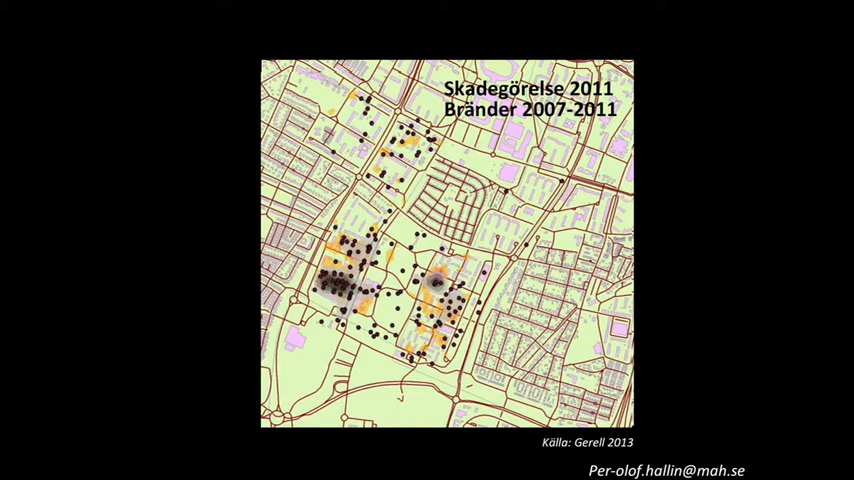 Skadegörelse 2011
Bränder 2007-2011
Källa: Gerell 2013
Per-olof.hallin@mah.se